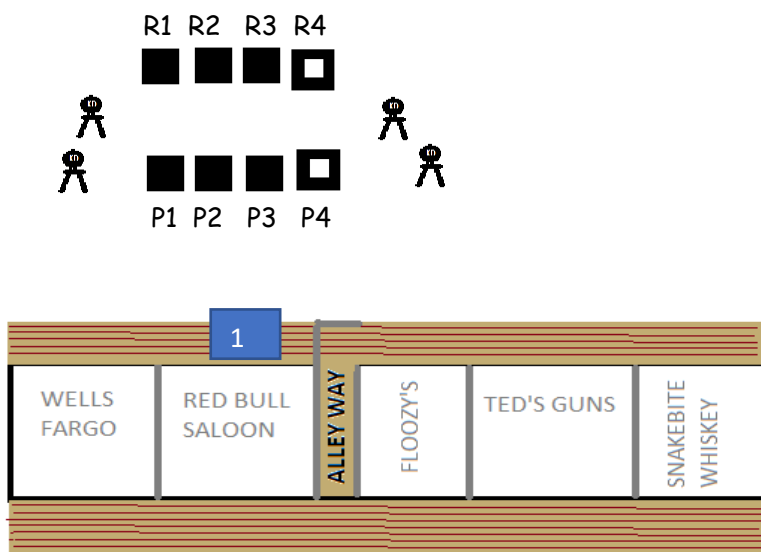 R1 R2 R3 R4
P1 P2 P3 P4
1
WELLS
FARGO
RED BULL
SALOON
ALLEY WAY
FLOOZY'S
TED'S GUNS
SNAKEBITE
WHISKEY